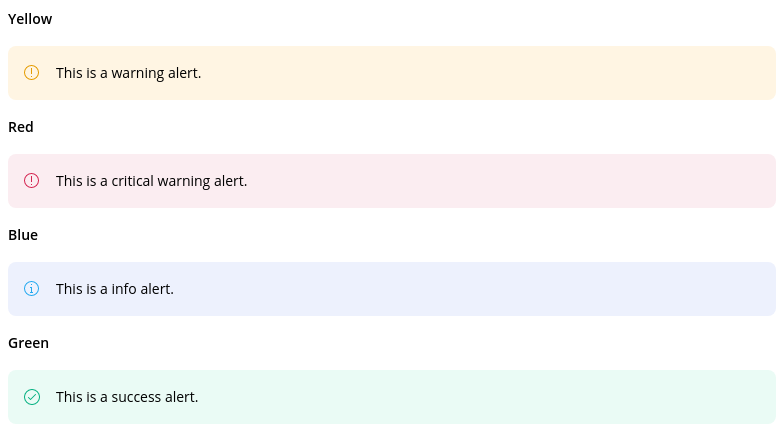 Yellow
This is a warning alert.
Red
This is a critical warning alert.
Blue
This is a info alert.
Green
This is a success alert.